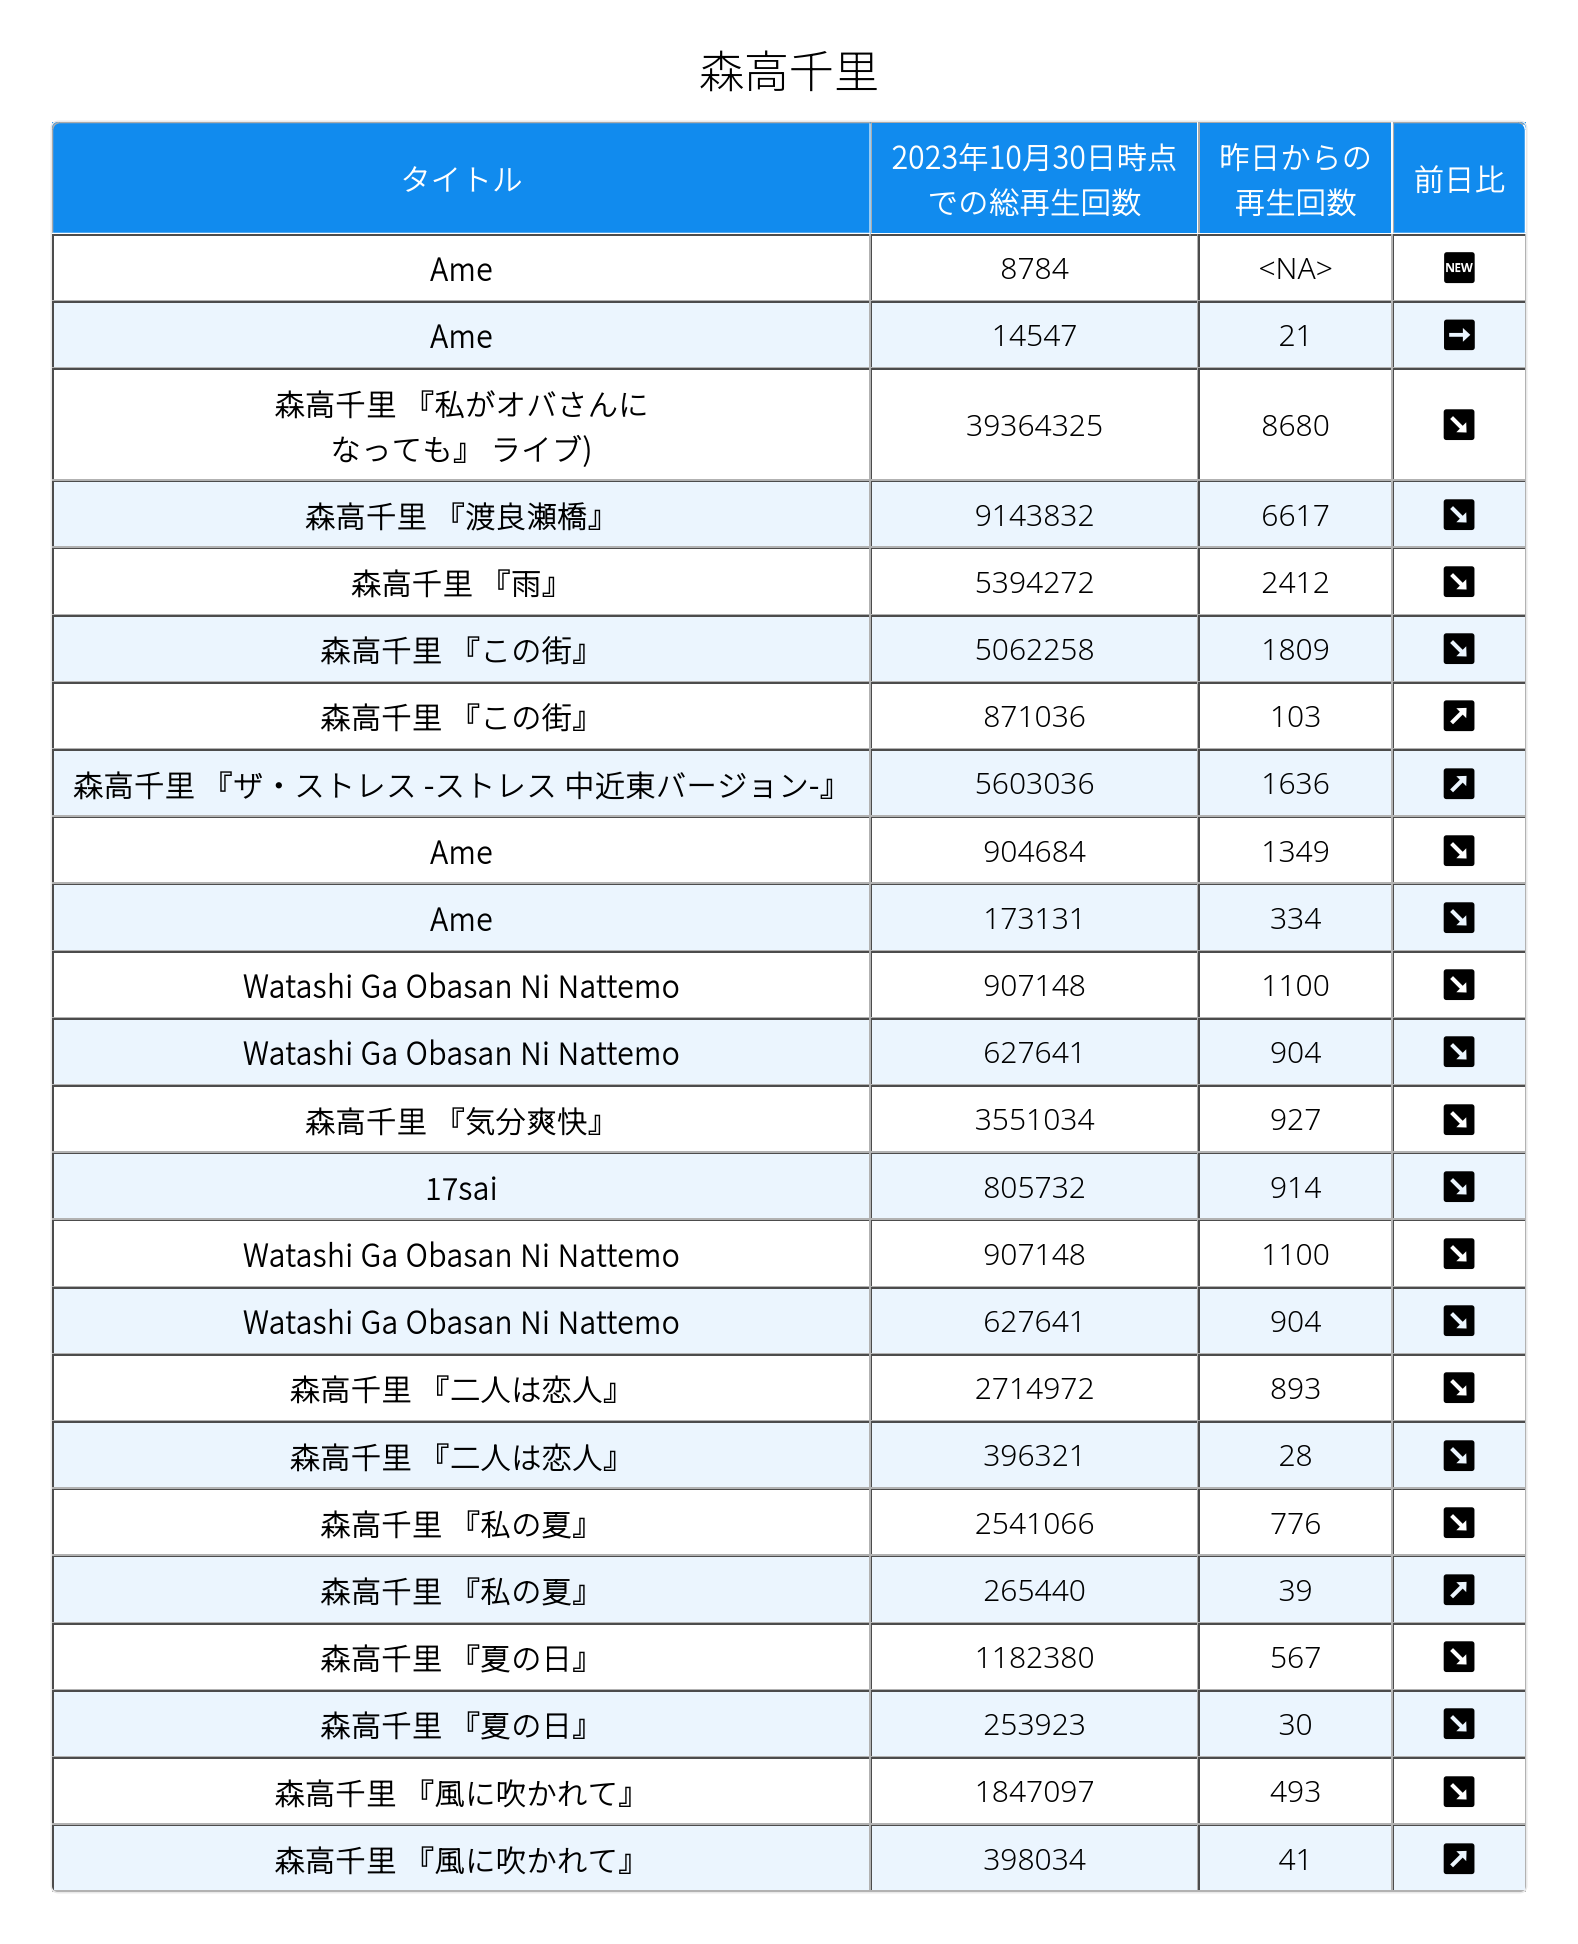 森高千里
タイトル 2023年10月30日時点での総再生回数 昨日からの再生回数 前日比
Ame 8784 <NA> NEW
Ame 14547 21 →
森高千里 『私がオバさんに
なっても』 ライブ) 39364325 8680 ↘
森高千里 『渡良瀬橋』 9143832 6617 ↘
森高千里 『雨』 5394272 2412 ↘
森高千里 『この街』 5062258 1809 ↘
森高千里 『この街』 871036 103 ↗
森高千里 『ザ・ストレス -ストレス 中近東バージョン-』 5603036 1636 ↗
Ame 904684 1349 ↘
Ame 173131 334 ↘
Watashi Ga Obasan Ni Nattemo 907148 1100 ↘
Watashi Ga Obasan Ni Nattemo 627641 904 ↘
森高千里 『気分爽快』 3551034 927 ↘
17sai 805732 914 ↘
Watashi Ga Obasan Ni Nattemo 907148 1100 ↘
Watashi Ga Obasan Ni Nattemo 627641 904 ↘
森高千里 『二人は恋人』 2714972 893 ↘
森高千里 『二人は恋人』 396321 28 ↘
森高千里 『私の夏』 2541066 776 ↘
森高千里 『私の夏』 265440 39 ↗
森高千里 『夏の日』 1182380 567 ↘
森高千里 『夏の日』 253923 30 ↘
森高千里 『風に吹かれて』 1847097 493 ↘
森高千里 『風に吹かれて』 398034 41 ↗